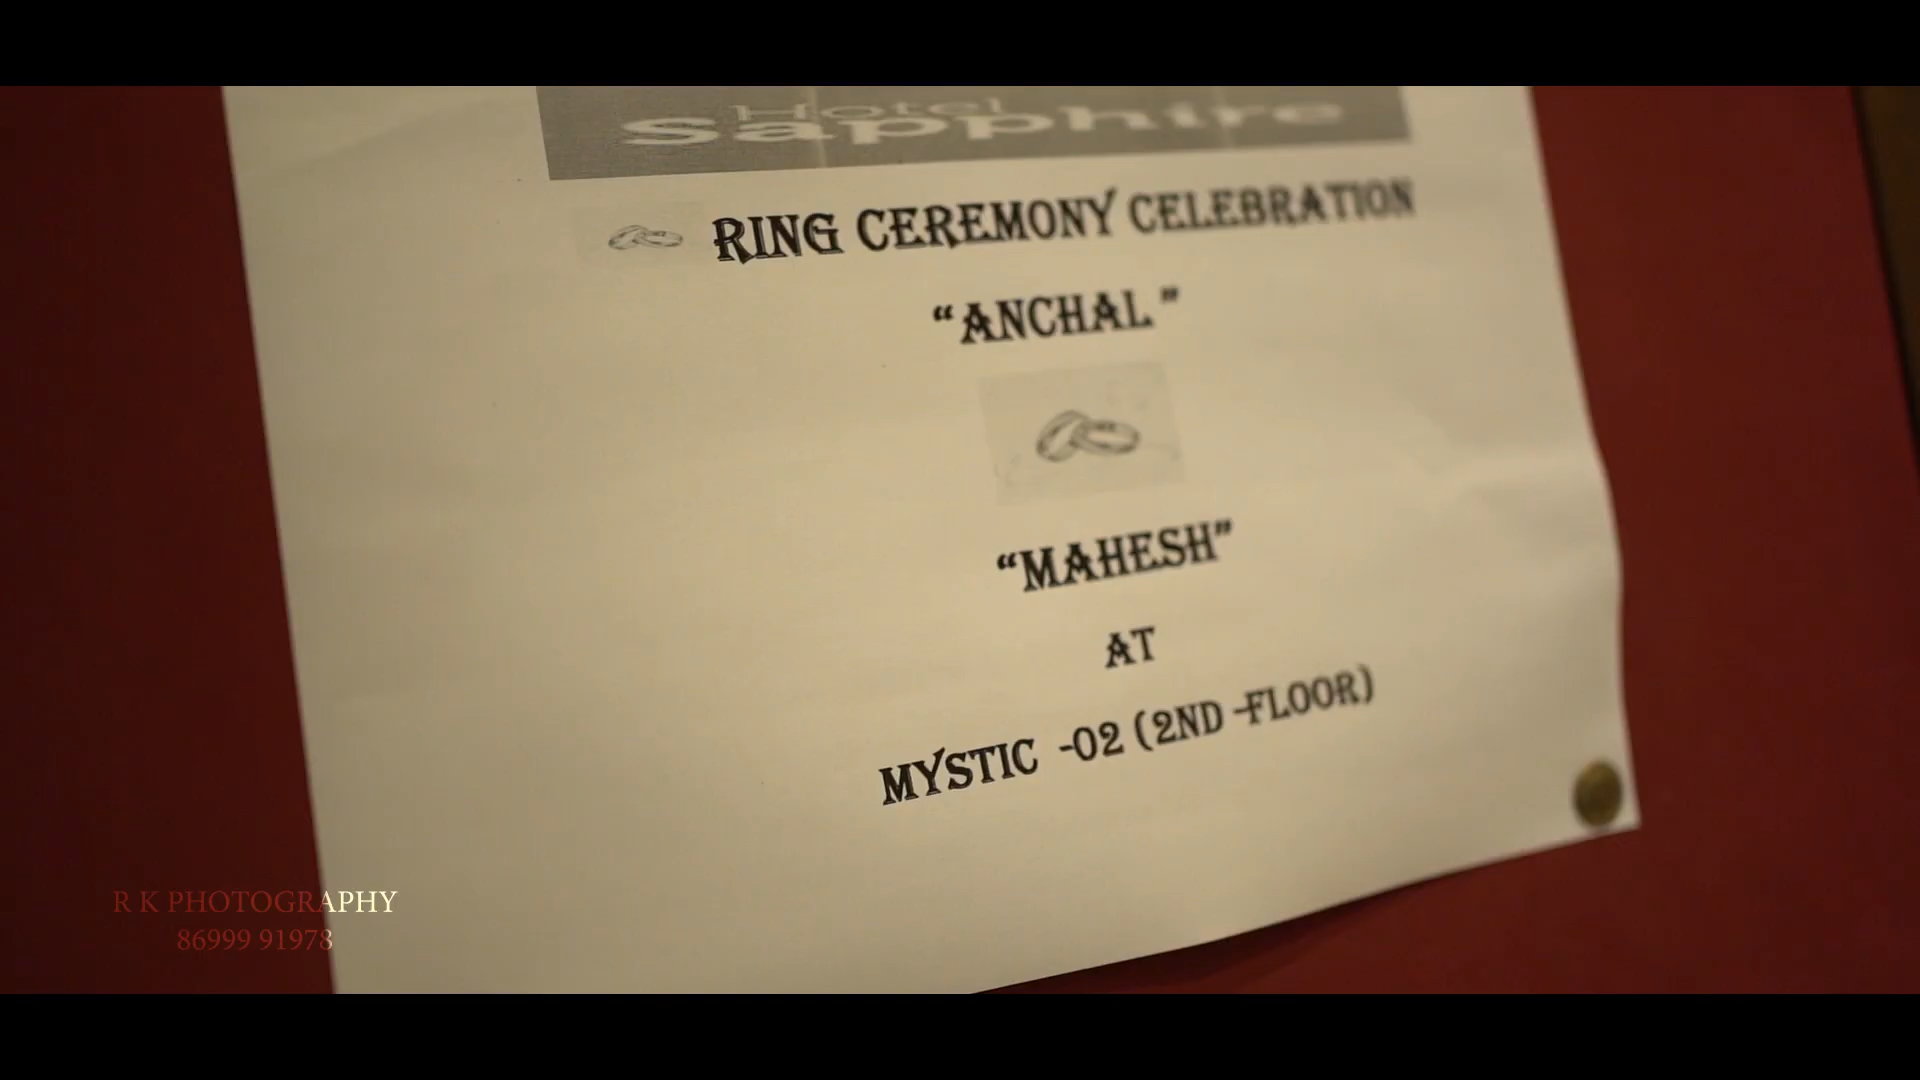 Hotel
Sapphire
RING CEREMONY CELEBRATION
“ANCHAL ”
“MAHESH”
AT
MYSTIC -02 (2ND -FLOOR)
R K PHOTOGRAPHY
86999 91978